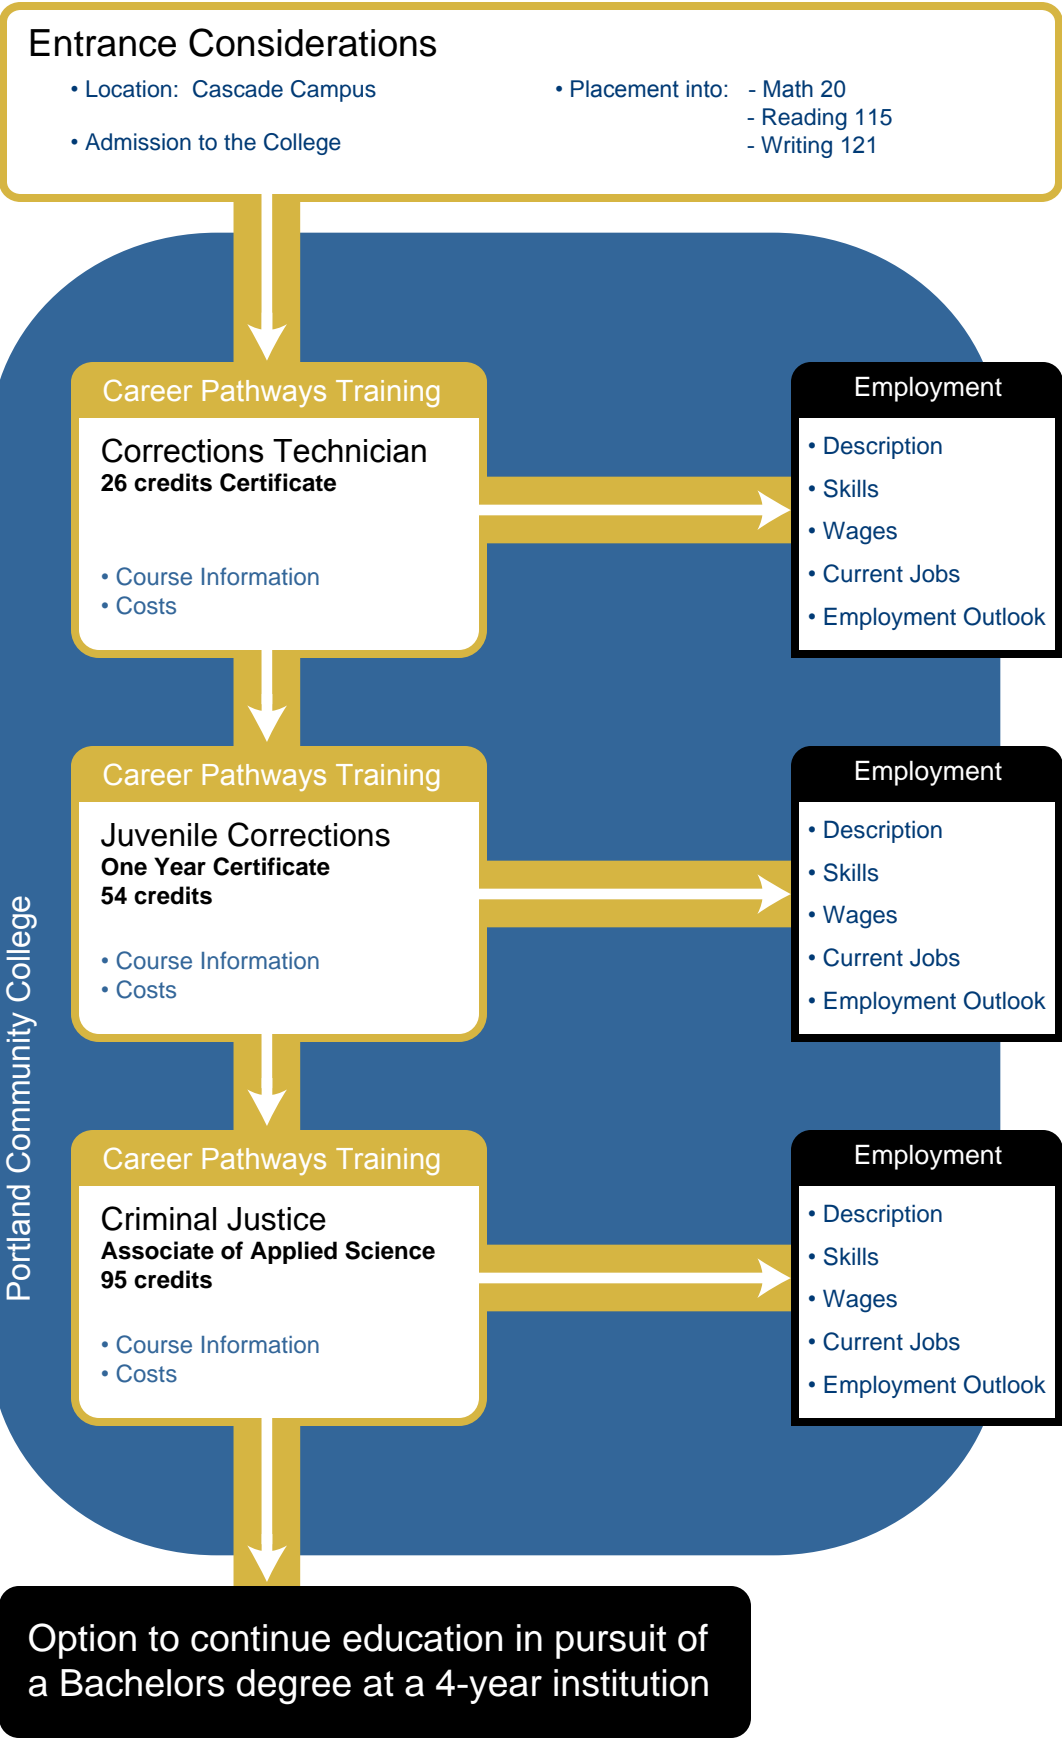 Entrance Considerations
• Location: Cascade Campus
• Admission to the College
• Placement into: - Math 20
- Reading 115
- Writing 121
Career Pathways Training
Corrections Technician
26 credits Certificate
• Course Information
• Costs
Employment
• Description
• Skills
• Wages
• Current Jobs
• Employment Outlook
Career Pathways Training
Juvenile Corrections
One Year Certificate
54 credits
• Course Information
• Costs
Employment
• Description
• Skills
• Wages
• Current Jobs
• Employment Outlook
Portland Community College
Career Pathways Training
Criminal Justice
Associate of Applied Science
95 credits
• Course Information
• Costs
Employment
• Description
• Skills
• Wages
• Current Jobs
• Employment Outlook
Option to continue education in pursuit of
a Bachelors degree at a 4-year institution